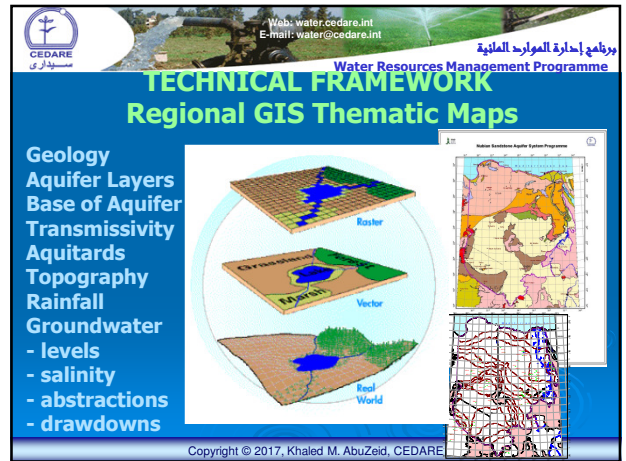 Web: water.cedare.int
E-mail: water@cedare.int
CEDARE
سيداري
برنامج إدارة الموارد المائية
Water Resources Management Programme
TECHNICAL FRAMEWORK
Regional GIS Thematic Maps
Geology
Aquifer Layers
Base of Aquifer
Transmissivity
Aquitards
Topography
Rainfall
Groundwater
- levels
- salinity
- abstractions
- drawdowns
Raster
Grassland
Forest
Lake
Marsh
Vector
Real
World
Nubian Sandstone Aquifer System Programme
Copyright © 2017, Khaled M. AbuZeid, CEDARE